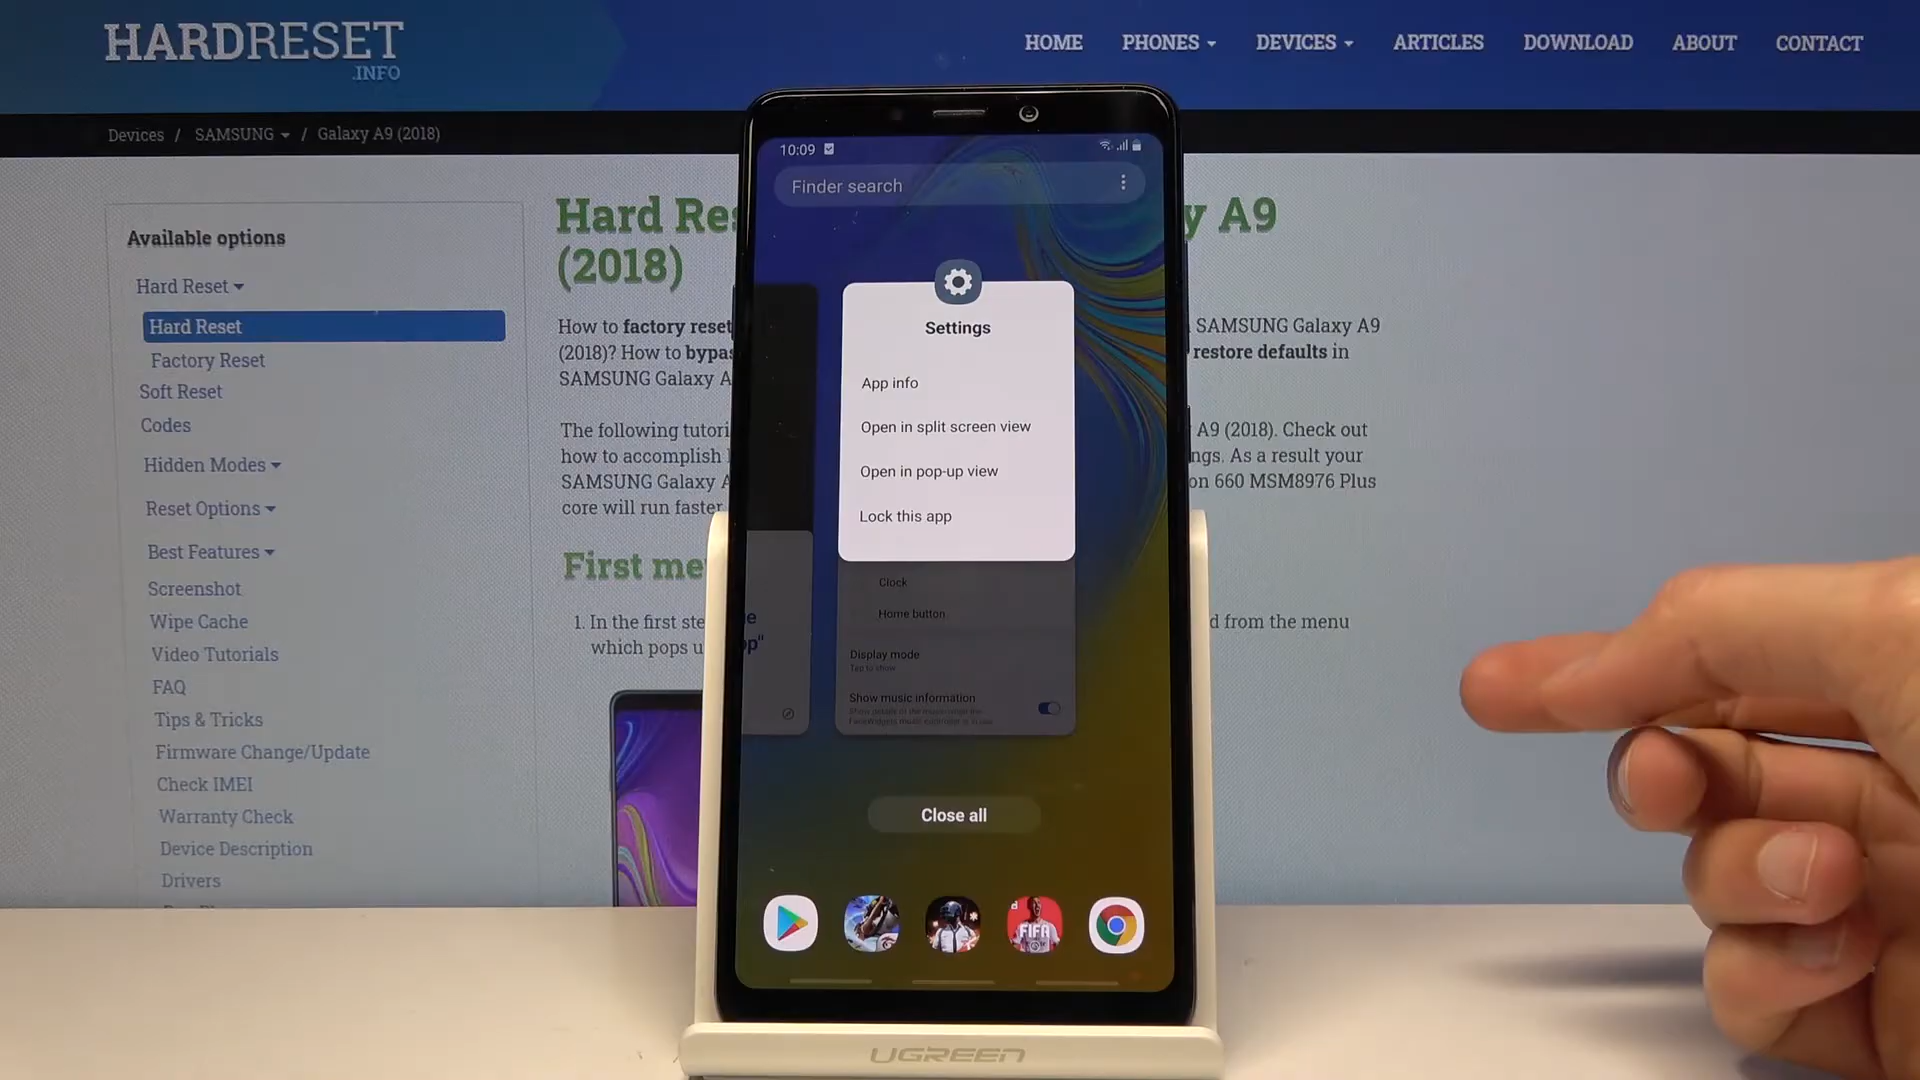 HARDRESET
.INFO
HOME PHONES DEVICES ARTICLES DOWNLOAD ABOUT CONTACT
Devices / SAMSUNG / Galaxy A9 (2018)
Available options
Hard Reset
Hard Reset
Factory Reset
Soft Reset
Codes
Hidden Modes
Reset Options
Best Features
Screenshot
Wipe Cache
Video Tutorials
FAQ
Tips & Tricks
Firmware Change/Update
Check IMEI
Warranty Check
Device Description
Drivers
Hard Res
y A9
(2018)
How to factory reset
SAMSUNG Galaxy A9
(2018)? How to bypas
restore defaults in
SAMSUNG Galaxy A
The following tutori
A9 (2018). Check out
how to accomplish
ngs. As a result your
SAMSUNG Galaxy A
on 660 MSM8976 Plus
core will run faster
First me
1. In the first ste
d from the menu
which pops u
10:09
Finder search
Settings
App info
Open in split screen view
Open in pop-up view
Lock this app
Clock
Home button
Display mode
Tap to show
Show music information
Close all
FIFA
UGREEN